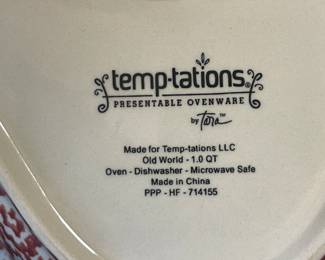 temp-tations®
PRESENTABLE OVENWARE
by Tara™
Made for Temp-tations LLC
Old World - 1.0 QT
Oven - Dishwasher - Microwave Safe
Made in China
PPP - HF - 714155